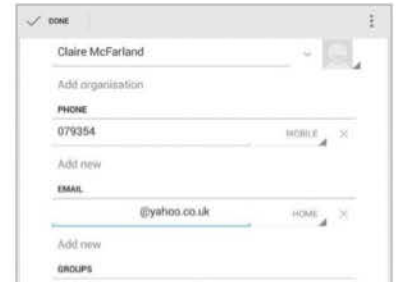 DONE
Claire McFarland
Add organisation
PHONE
079354 MOBILE
Add new
EMAIL
@yahoo.co.uk HOME
Add new
GROUPS